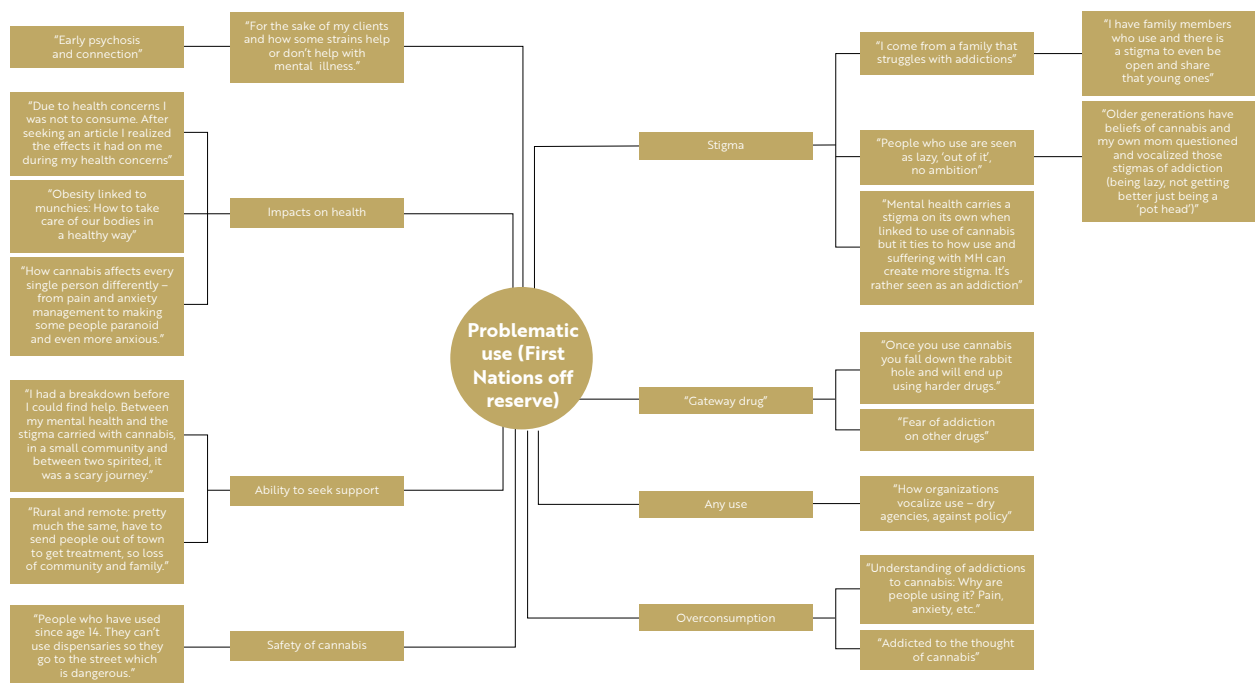 "Early psychosis
and connection"
"For the sake of my clients
and how some strains help
or don't help with
mental illness."
"Due to health concerns I
was not to consume. After
seeking an article I realized
the effects it had on me
during my health concerns"
"Obesity linked to
munchies: How to take
care of our bodies in
a healthy way"
"How cannabis affects every
single person differently –
from pain and anxiety
management to making
some people paranoid
and even more anxious."
Impacts on health
"I had a breakdown before
I could find help. Between
my mental health and the
stigma carried with cannabis,
in a small community and
between two spirited, it
was a scary journey."
"Rural and remote: pretty
much the same, have to
send people out of town
to get treatment, so loss
of community and family."
Ability to seek support
"People who have used
since age 14. They can't
use dispensaries so they
go to the street which
is dangerous."
Safety of cannabis
Problematic
use (First
Nations off
reserve)
Stigma
"I come from a family that
struggles with addictions"
"I have family members
who use and there is
a stigma to even be
open and share
that young ones"
"People who use are seen
as lazy, 'out of it',
no ambition"
"Older generations have
beliefs of cannabis and
my own mom questioned
and vocalized those
stigmas of addiction
(being lazy, not getting
better just being a
'pot head')"
"Mental health carries a
stigma on its own when
linked to use of cannabis
but it ties to how use and
suffering with MH can
create more stigma. It's
rather seen as an addiction"
"Gateway drug"
"Once you use cannabis
you fall down the rabbit
hole and will end up
using harder drugs."
"Fear of addiction
on other drugs"
Any use
"How organizations
vocalize use – dry
agencies, against policy"
Overconsumption
"Understanding of addictions
to cannabis: Why are
people using it? Pain,
anxiety, etc."
"Addicted to the thought
of cannabis"